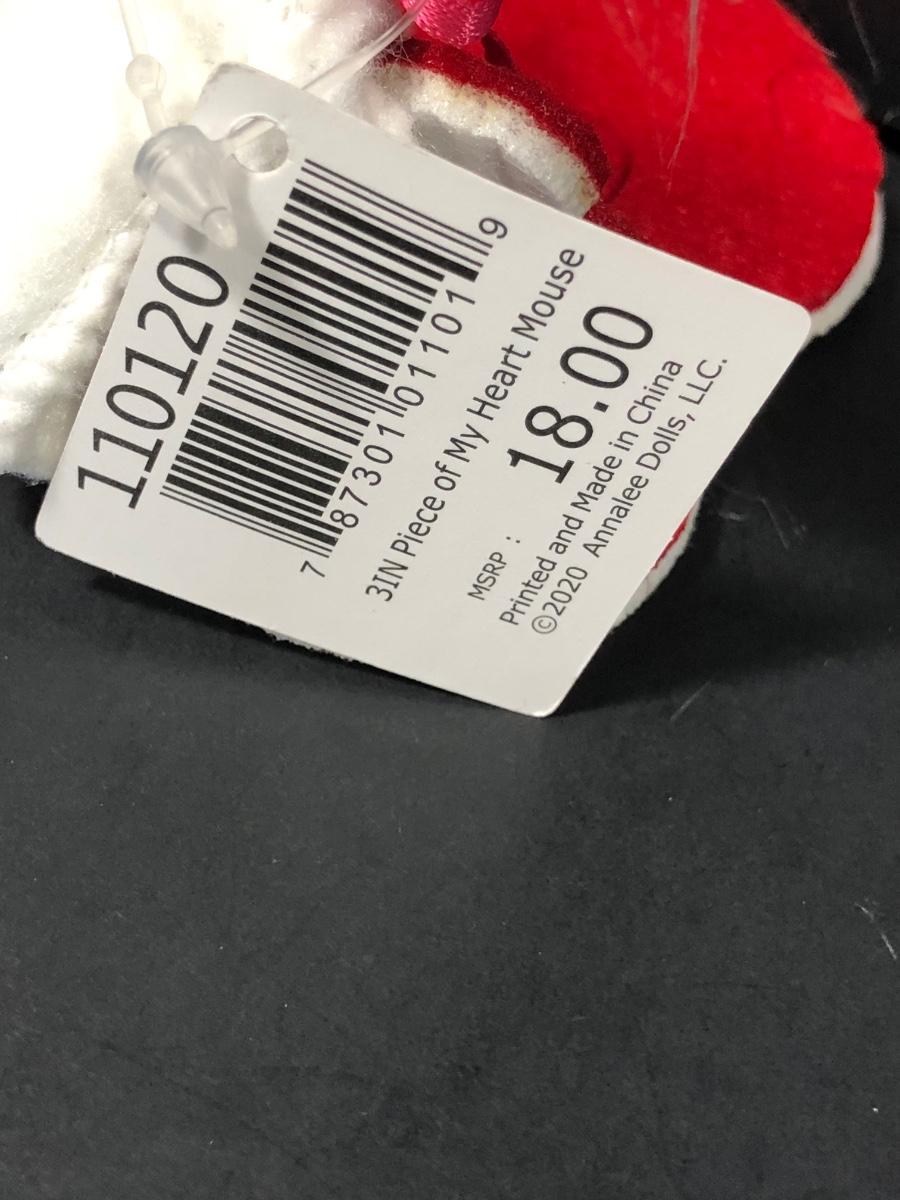 110120
7 87301 01101 9
3IN Piece of My Heart Mouse
MSRP : 18.00
Printed and Made in China
©2020 Annalee Dolls, LLC.